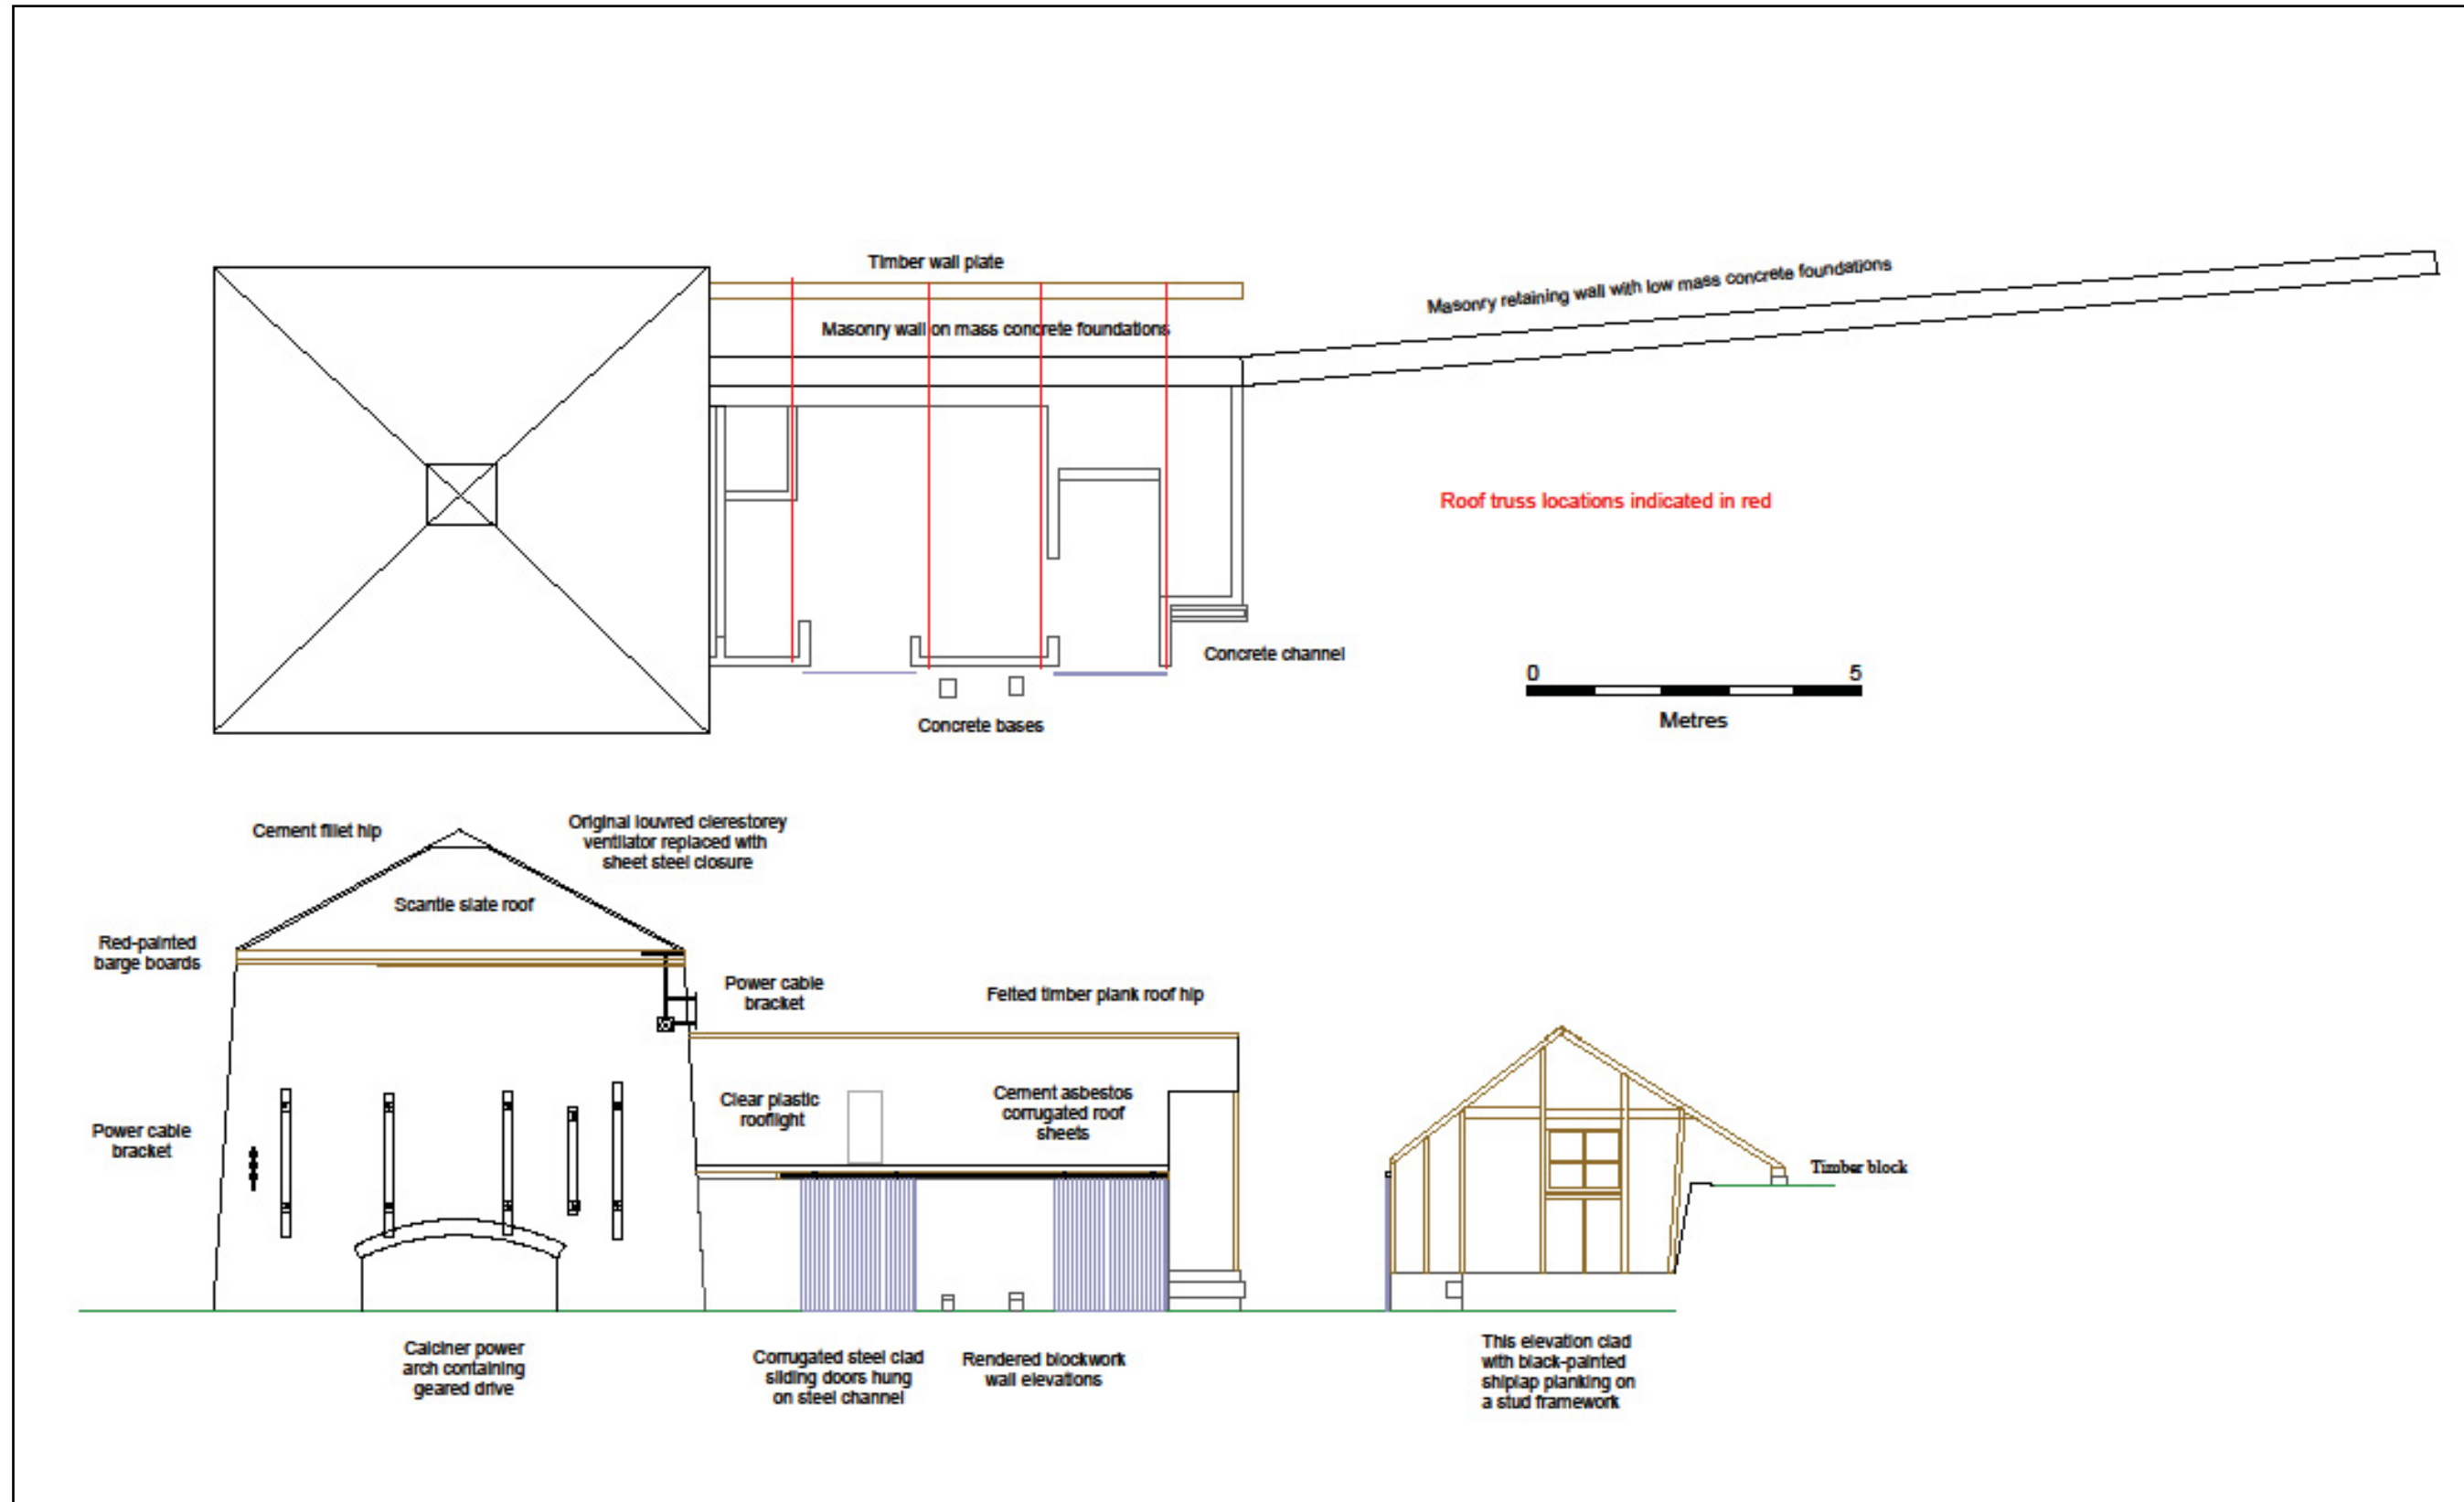 Timber wall plate
Masonry wall on mass concrete foundations
Masonry retaining wall with low mass concrete foundations
Roof truss locations indicated in red
Concrete channel
0 5
Metres
Concrete bases
Cement fillet hip
Original louvred clerestorey
ventilator replaced with
sheet steel closure
Scantle slate roof
Red-painted
barge boards
Power cable
bracket
Felted timber plank roof hip
Power cable
bracket
Clear plastic
rooflight
Cement asbestos
corrugated roof
sheets
Timber block
Calciner power
arch containing
geared drive
Corrugated steel clad
sliding doors hung
on steel channel
Rendered blockwork
wall elevations
This elevation clad
with black-painted
shiplap planking on
a stud framework